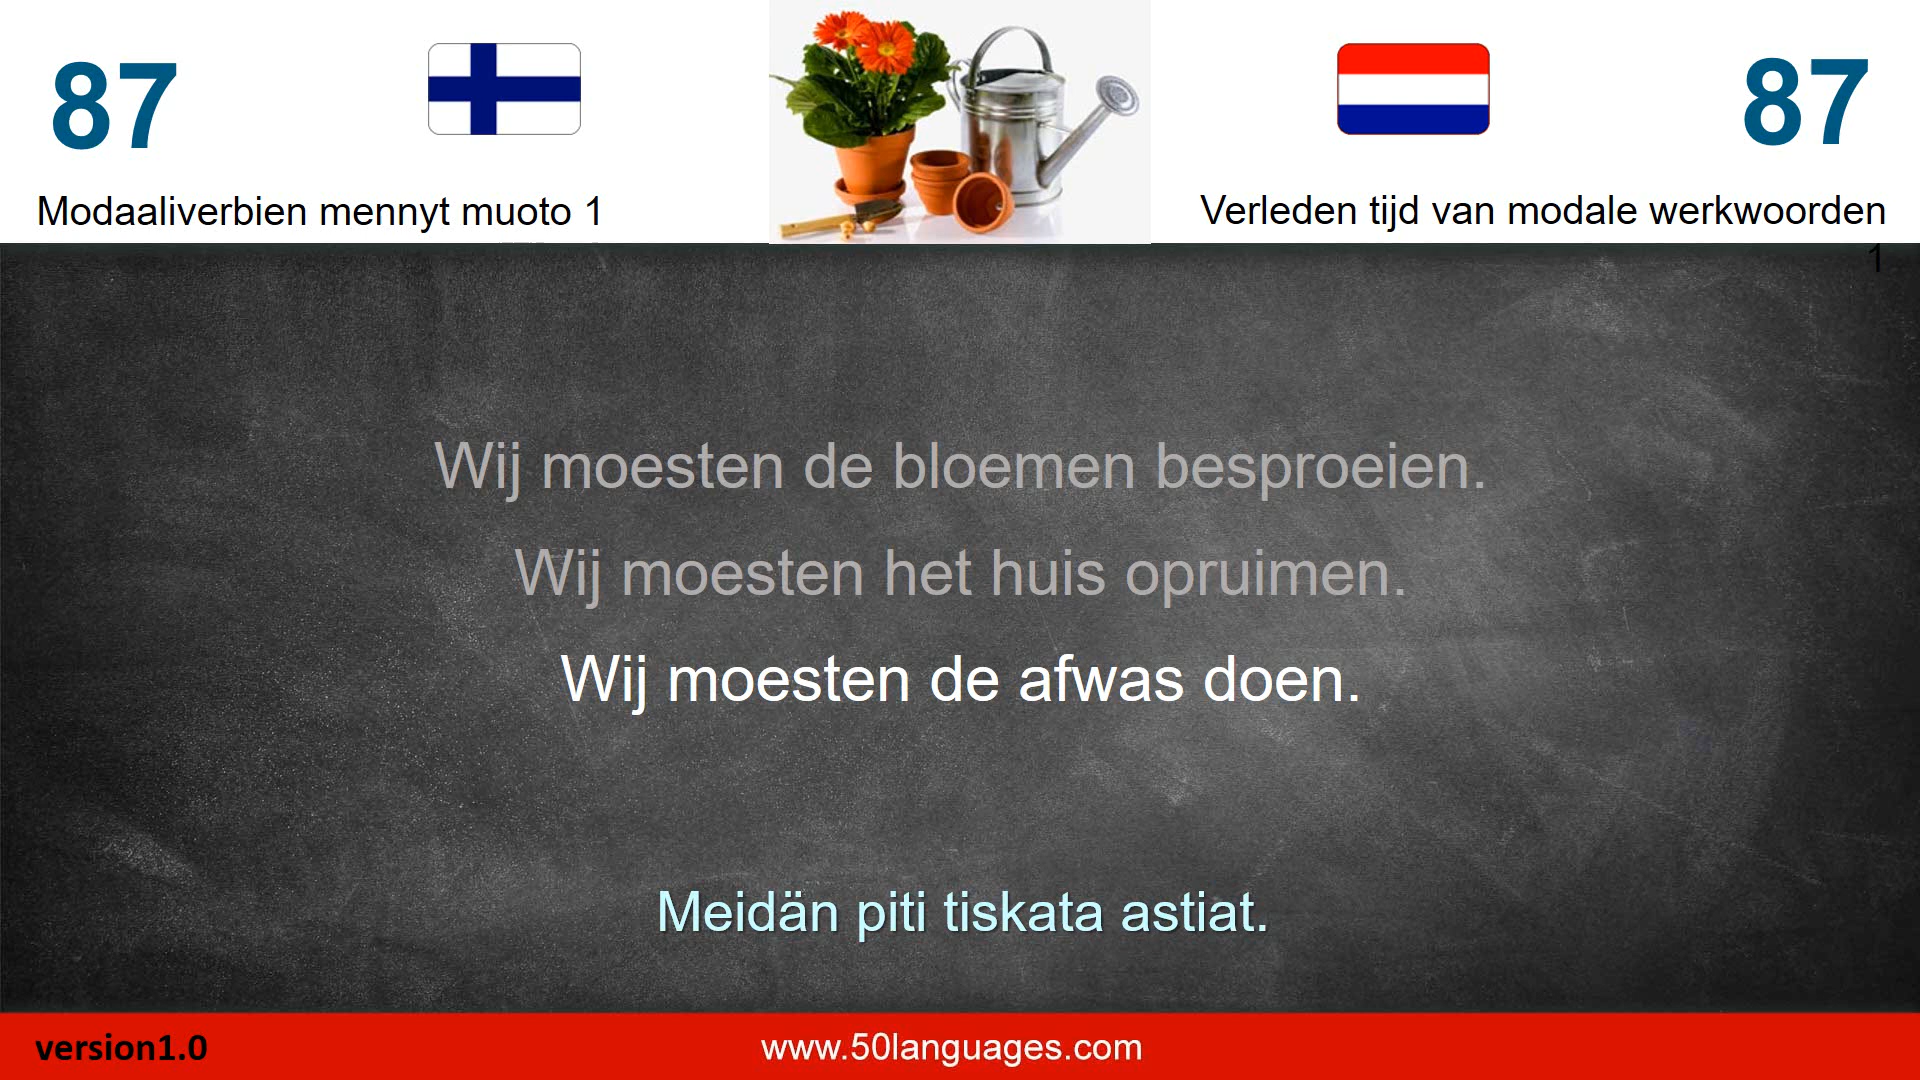 87
87
Modaaliverbien mennyt muoto 1
Verleden tijd van modale werkwoorden
1
Wij moesten de bloemen besproeien.
Wij moesten het huis opruimen.
Wij moesten de afwas doen.
Meidän piti tiskata astiat.
version1.0
www.50languages.com